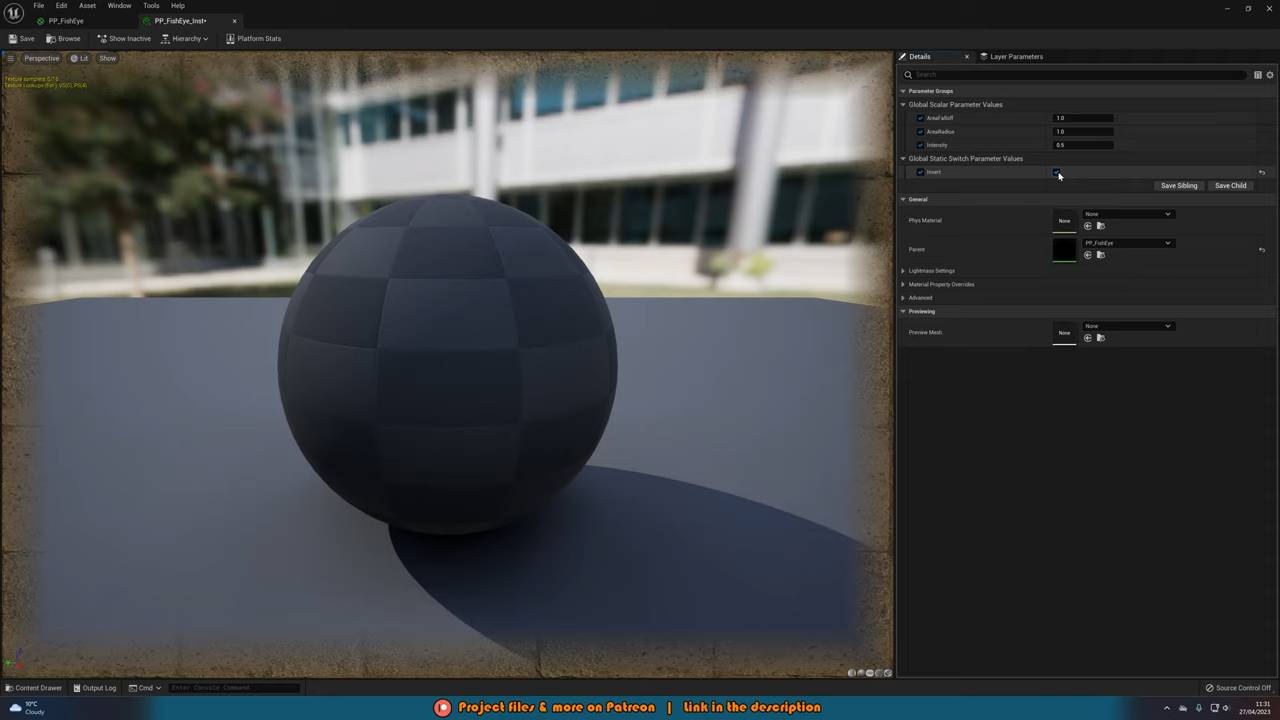 File Edit Asset Window Tools Help
PP_FishEye PP_FishEye_Inst*
Save Browse Show Inactive Hierarchy Platform Stats
Perspective Lit Show
Details Layer Parameters
Search
Parameter Groups
Global Scalar Parameter Values
AreaFalloff 1.0
AreaRadius 1.0
Intensity 0.5
Global Static Switch Parameter Values
Invert
Save Sibling Save Child
General
Phys Material None None
Parent PP_FishEye
Lightmass Settings
Material Property Overrides
Advanced
Previewing
Preview Mesh None None
Content Drawer Output Log Cmd Enter Console Command Source Control Off
10°C
Cloudy
Project files & more on Patreon | Link in the description
11:31
27/04/2023